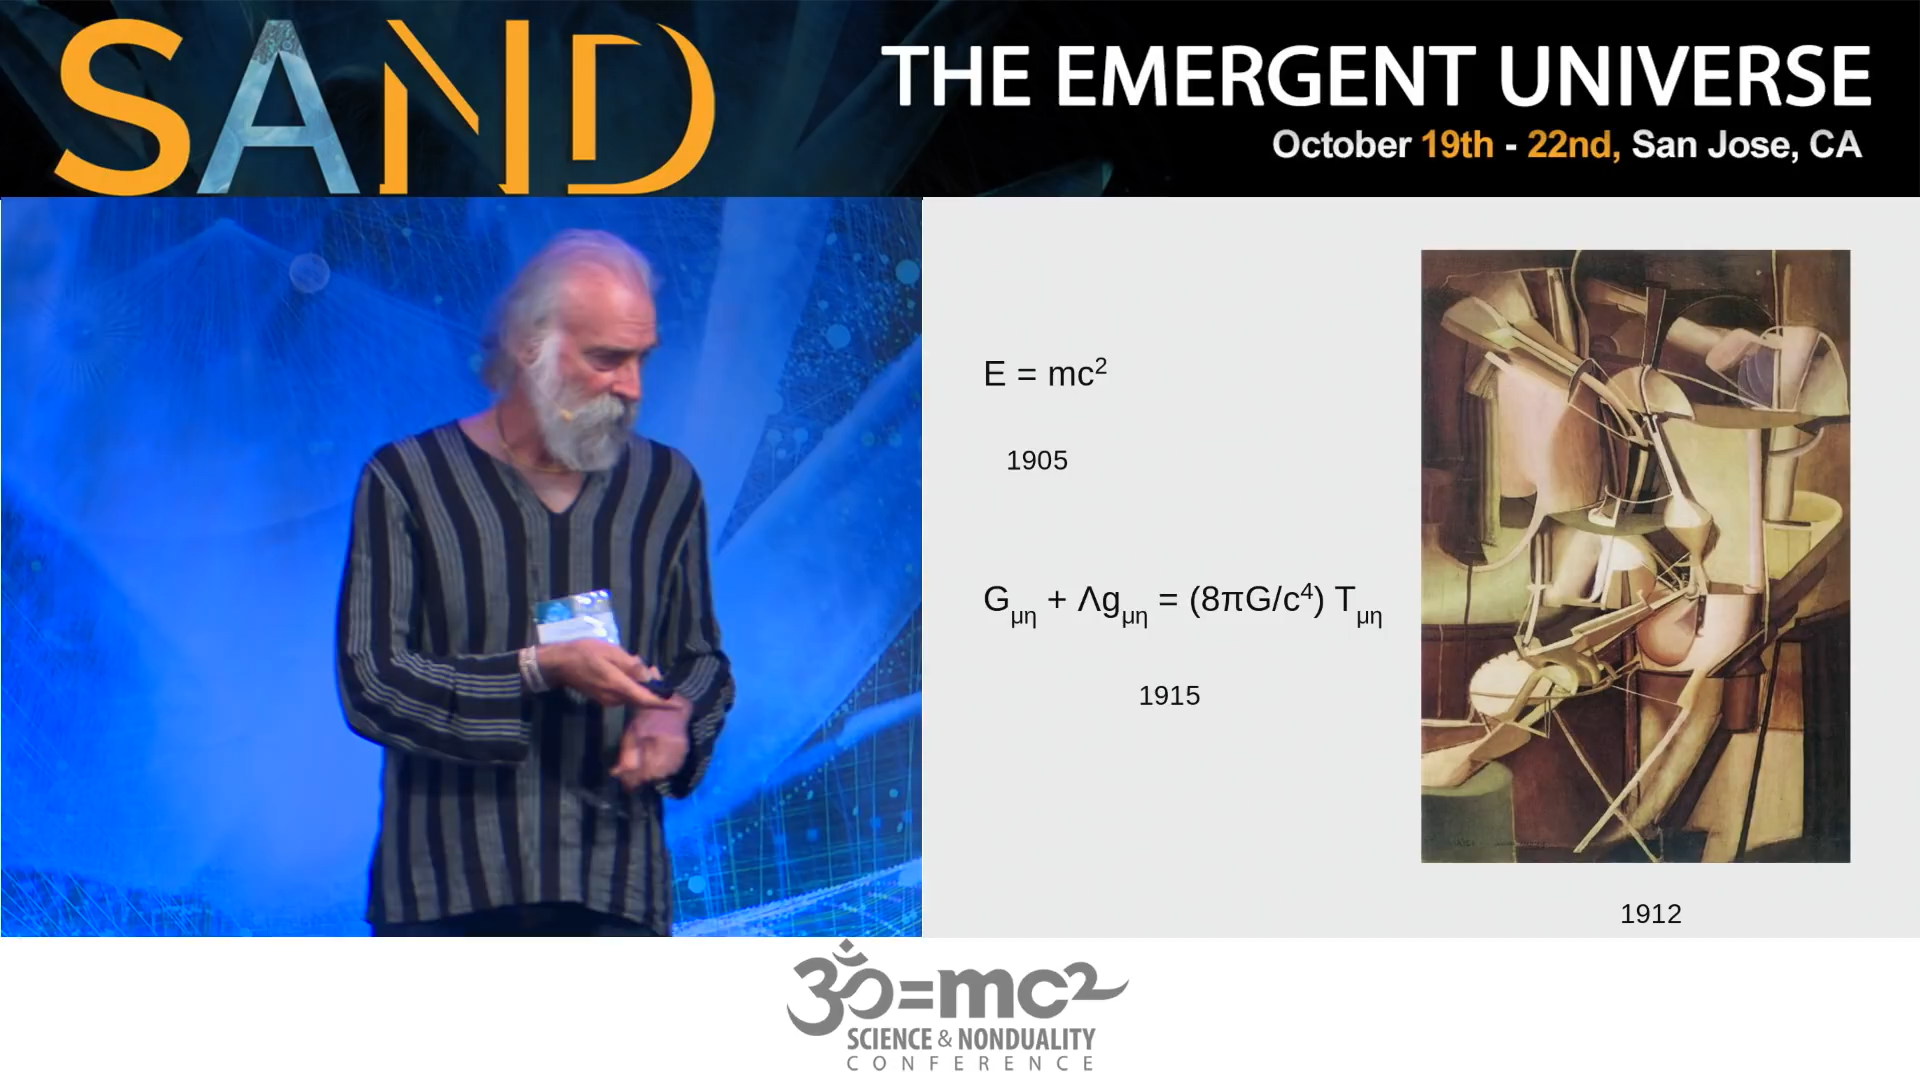 SAND
THE EMERGENT UNIVERSE
October 19th - 22nd, San Jose, CA
E = mc²
1905
Gμη + Λgμη = (8πG/c⁴) Tμη
1915
1912
ॐ=mc²
SCIENCE & NONDUALITY
CONFERENCE